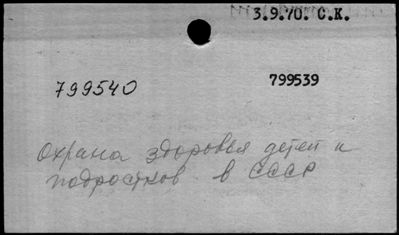 3.9.70. С.К.
799540
799539
Охрана здоровья детей и
подростков в СССР